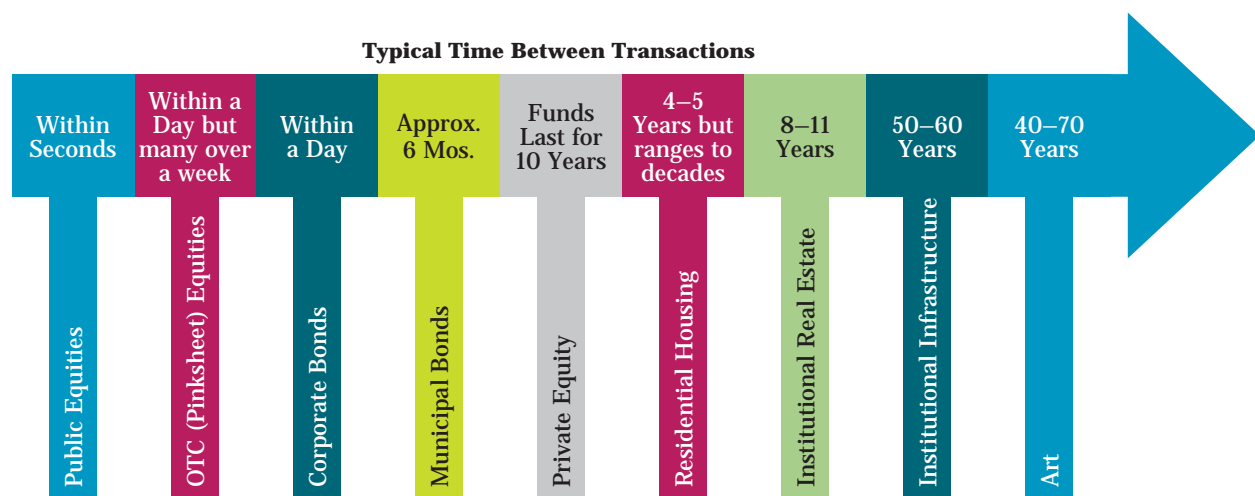 Typical Time Between Transactions
Within
Seconds
Within a
Day but
many over
a week
Within
a Day
Approx.
6 Mos.
Funds
Last for
10 Years
4–5
Years but
ranges to
decades
8–11
Years
50–60
Years
40–70
Years
Public Equities
OTC (Pinksheet) Equities
Corporate Bonds
Municipal Bonds
Private Equity
Residential Housing
Institutional Real Estate
Institutional Infrastructure
Art